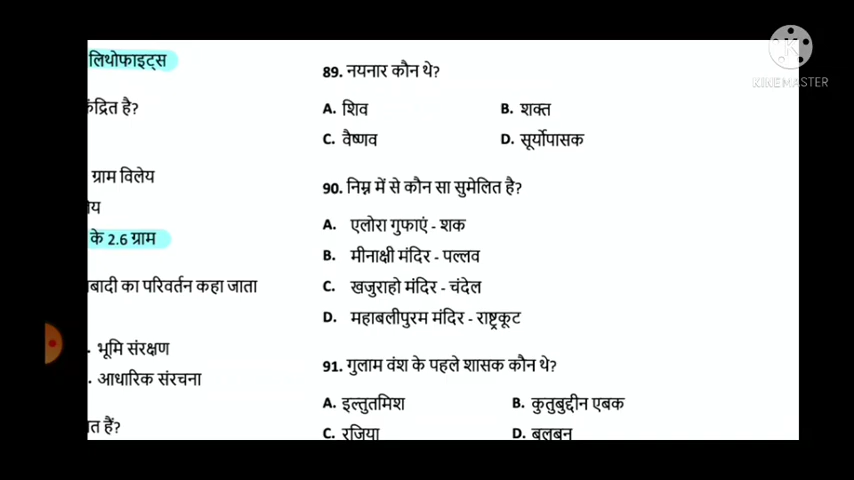 लिथोफाइट्स
केंद्रित है?
ग्राम विलेय
के 2.6 ग्राम
बादी का परिवर्तन कहा जाता
. भूमि संरक्षण
. आधारिक संरचना
त हैं?
89. नयनार कौन थे?
A. शिव B. शक्त
C. वैष्णव D. सूर्योपासक
90. निम्न में से कौन सा सुमेलित है?
A. एलोरा गुफाएं - शक
B. मीनाक्षी मंदिर - पल्लव
C. खजुराहो मंदिर - चंदेल
D. महाबलीपुरम मंदिर - राष्ट्रकूट
91. गुलाम वंश के पहले शासक कौन थे?
A. इल्तुतमिश B. कुतुबुद्दीन एबक
C. रजिया D. बलबन
KINEMASTER